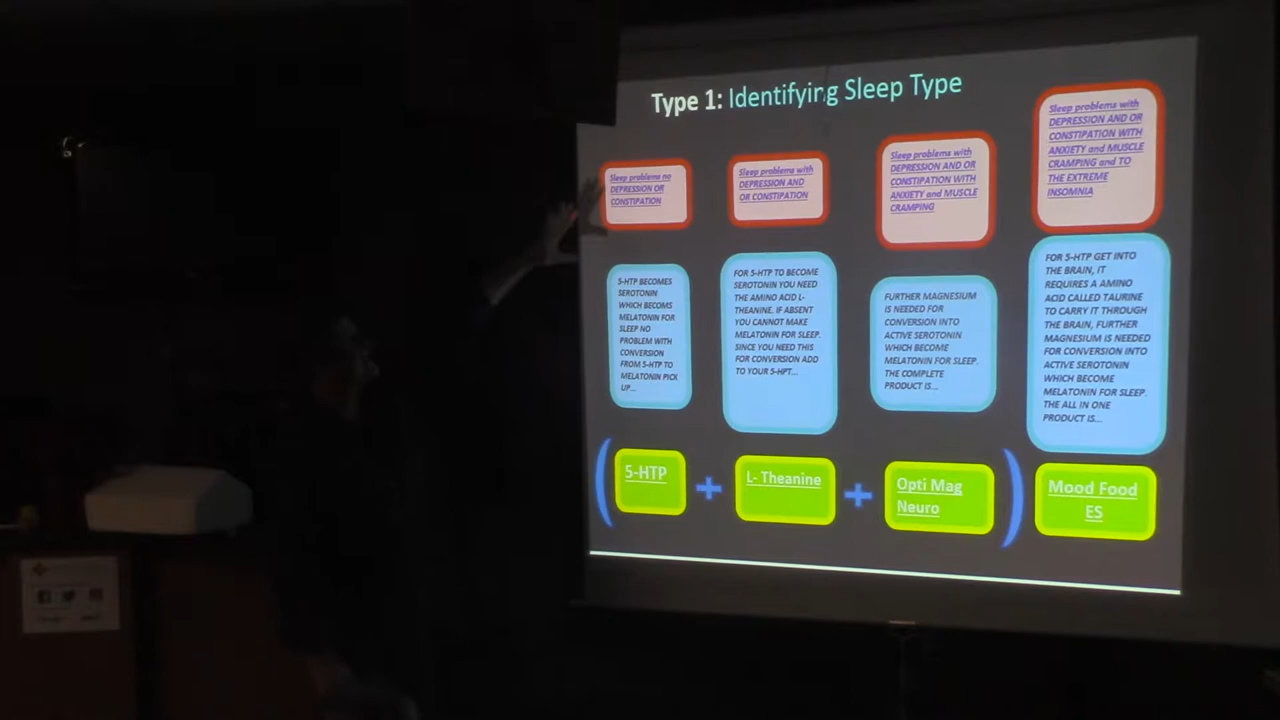 Type 1: Identifying Sleep Type
Sleep problems no
DEPRESSION OR
CONSTIPATION
Sleep problems with
DEPRESSION AND
OR CONSTIPATION
Sleep problems with
DEPRESSION AND OR
CONSTIPATION WITH
ANXIETY and MUSCLE
CRAMPING
Sleep problems with
DEPRESSION AND OR
CONSTIPATION WITH
ANXIETY and MUSCLE
CRAMPING and TO
THE EXTREME
INSOMNIA
5-HTP BECOMES
SEROTONIN
WHICH BECOMS
MELATONIN FOR
SLEEP NO
PROBLEM WITH
CONVERSION
FROM 5-HTP TO
MELATONIN PICK
UP...
FOR 5-HTP TO BECOME
SEROTONIN YOU NEED
THE AMINO ACID L-
THEANINE. IF ABSENT
YOU CANNOT MAKE
MELATONIN FOR SLEEP.
SINCE YOU NEED THIS
FOR CONVERSION ADD
TO YOUR 5-HPT...
FURTHER MAGNESIUM
IS NEEDED FOR
CONVERSION INTO
ACTIVE SEROTONIN
WHICH BECOME
MELATONIN FOR SLEEP.
THE COMPLETE
PRODUCT IS...
FOR 5-HTP GET INTO
THE BRAIN, IT
REQUIRES A AMINO
ACID CALLED TAURINE
TO CARRY IT THROUGH
THE BRAIN, FURTHER
MAGNESIUM IS NEEDED
FOR CONVERSION INTO
ACTIVE SEROTONIN
WHICH BECOME
MELATONIN FOR SLEEP.
THE ALL IN ONE
PRODUCT IS...
( 5-HTP + L- Theanine + Opti Mag
Neuro )
Mood Food
ES